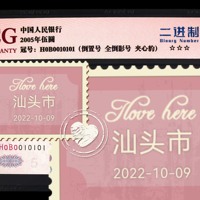 G 中国人民银行 二进制
2005年伍圆 Binary Number
RANTY 冠号：H0B0010101（倒置号 全倒影号 夹心豹） ☆☆☆
I love here
汕头市
2022-10-09
I love here
汕头市
2022-10-09
H0B0010101